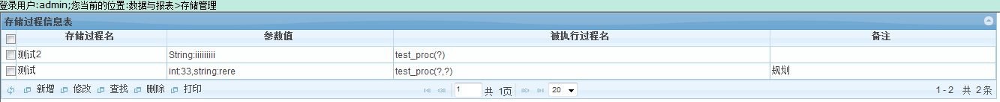 登录用户:admin;您当前的位置:数据与报表>存储管理
存储过程信息表
存储过程名 参数值 被执行过程名 备注
测试2 String:iiiiiiiii test_proc(?)
测试 int:33,string:rere test_proc(?,?) 规划
新增 修改 查找 删除 打印 1 共 1页 20 1 - 2 共 2 条